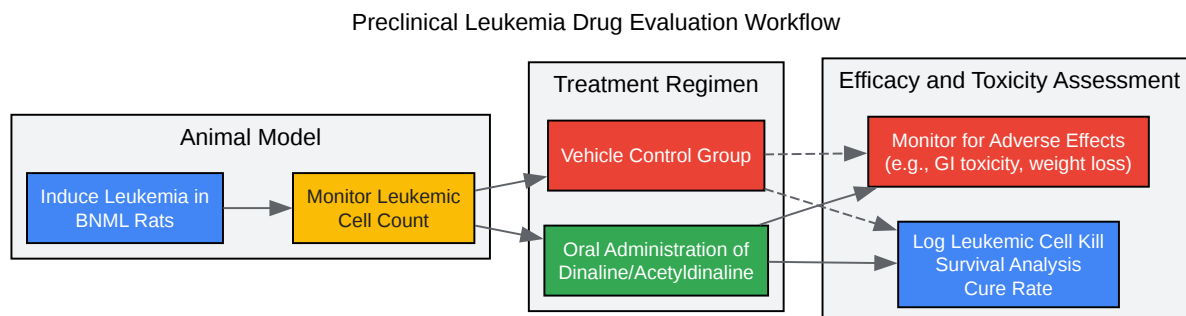 Preclinical Leukemia Drug Evaluation Workflow
Animal Model
Induce Leukemia in
BNML Rats
Monitor Leukemic
Cell Count
Treatment Regimen
Vehicle Control Group
Oral Administration of
Dinaline/Acetyldinaline
Efficacy and Toxicity Assessment
Monitor for Adverse Effects
(e.g., GI toxicity, weight loss)
Log Leukemic Cell Kill
Survival Analysis
Cure Rate